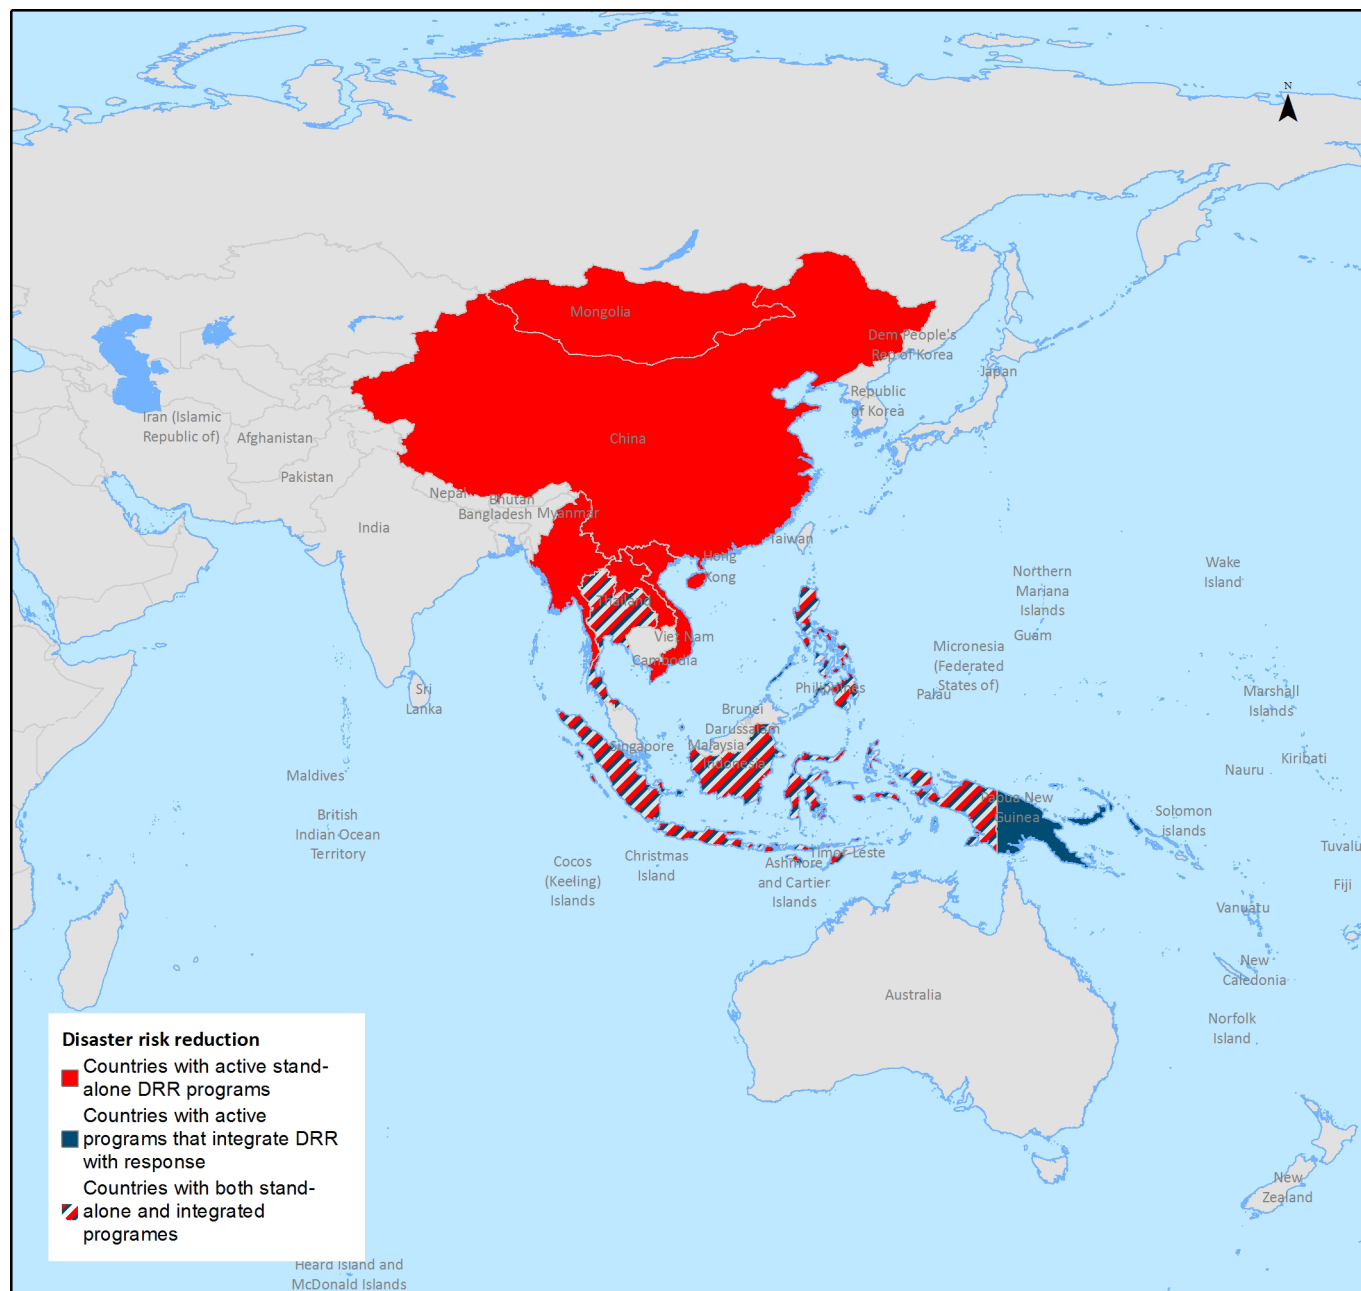 N
Mongolia
Dem People's
Rep of Korea
Japan
Republic
of Korea
Iran (Islamic
Republic of)
Afghanistan
China
Pakistan
Nepal
Bhutan
Bangladesh
Myanmar
India
Taiwan
Hong
Kong
Wake
Island
Northern
Mariana
Islands
Thailand
Guam
Viet Nam
Cambodia
Micronesia
(Federated
States of)
Palau
Philippines
Sri
Lanka
Marshall
Islands
Brunei
Darussalam
Singapore
Malaysia
Indonesia
Kiribati
Nauru
Maldives
Papua New
Guinea
British
Indian Ocean
Territory
Solomon
islands
Tuvalu
Timor-Leste
Cocos
(Keeling)
Islands
Christmas
Island
Ashmore
and Cartier
Islands
Fiji
Vanuatu
New
Caledonia
Australia
Norfolk
Island
New
Zealand
Disaster risk reduction
Countries with active stand-
alone DRR programs
Countries with active
programs that integrate DRR
with response
Countries with both stand-
alone and integrated
programes
Heard Island and
McDonald Islands